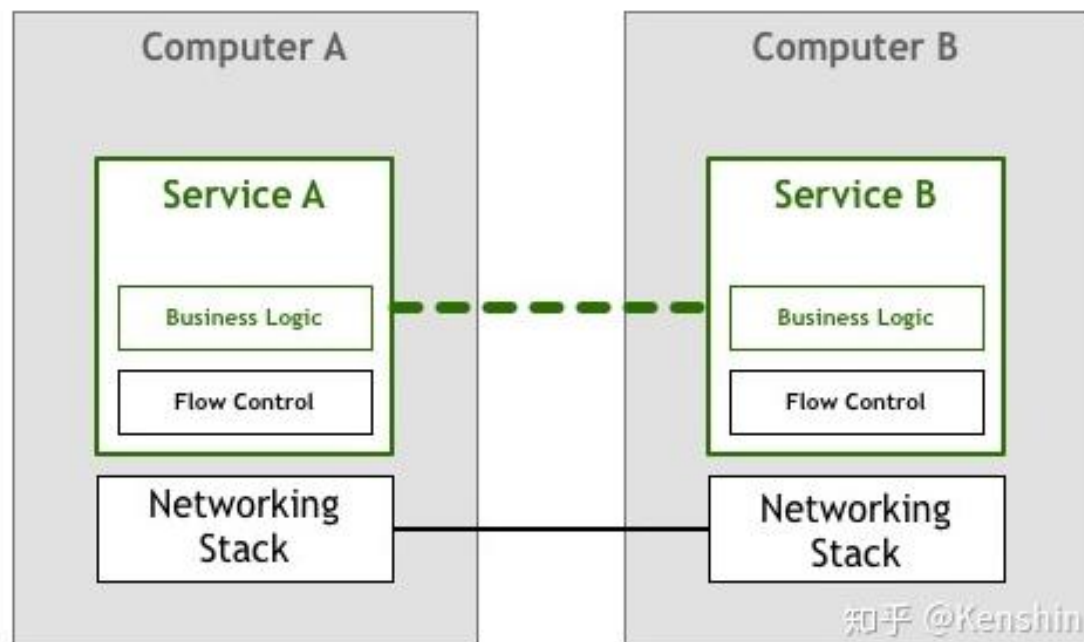 Computer A
Computer B
Service A
Service B
Business Logic
Business Logic
Flow Control
Flow Control
Networking
Stack
Networking
Stack
知乎 @Kenshin